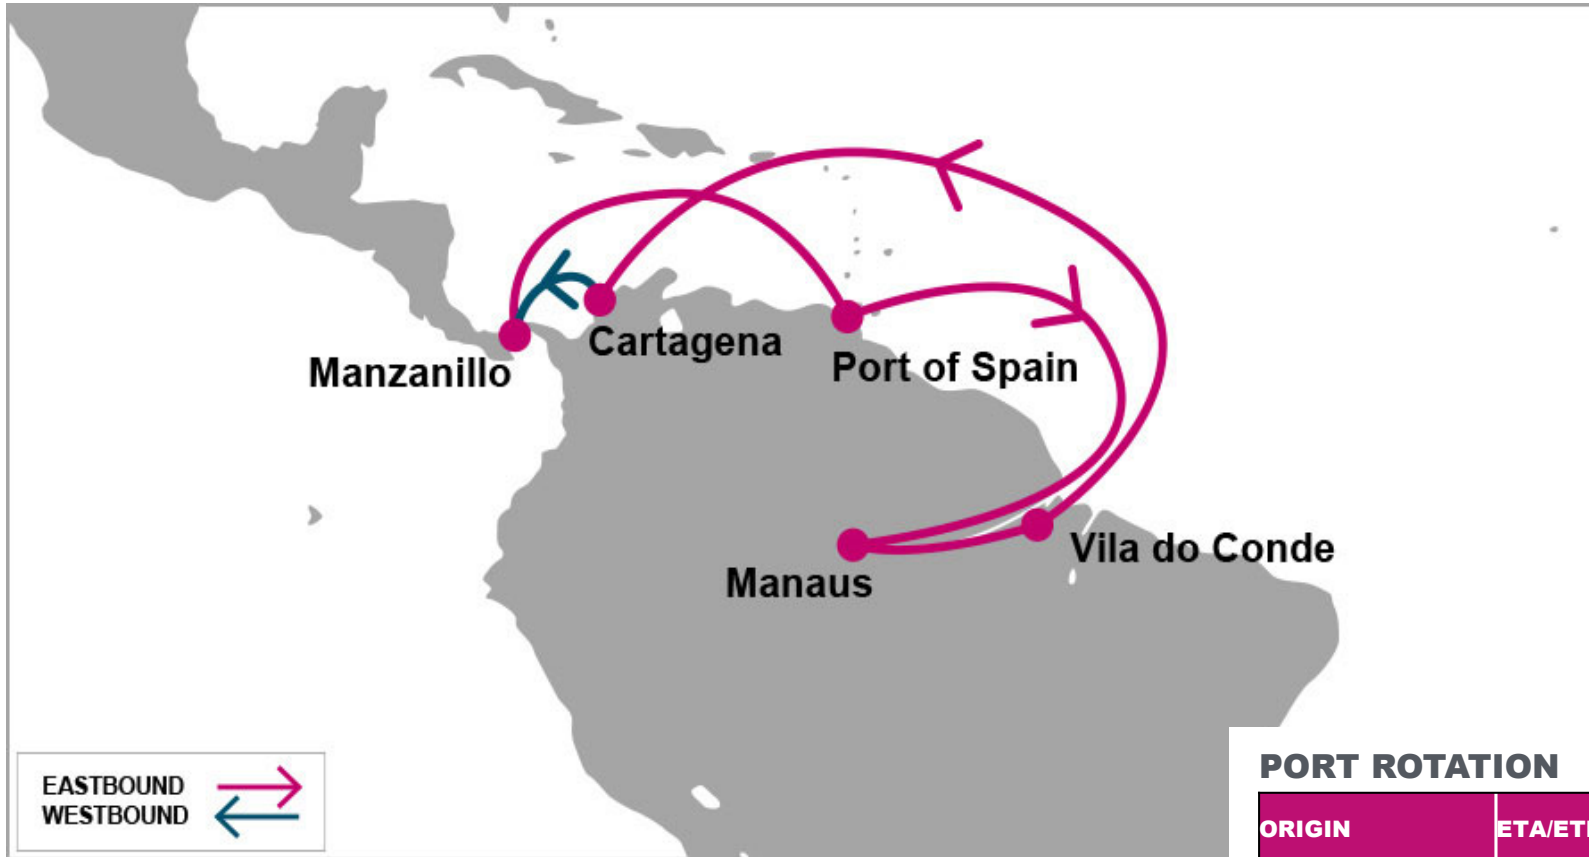 Cartagena
Manzanillo
Port of Spain
Vila do Conde
Manaus
EASTBOUND
WESTBOUND
PORT ROTATION
ORIGIN